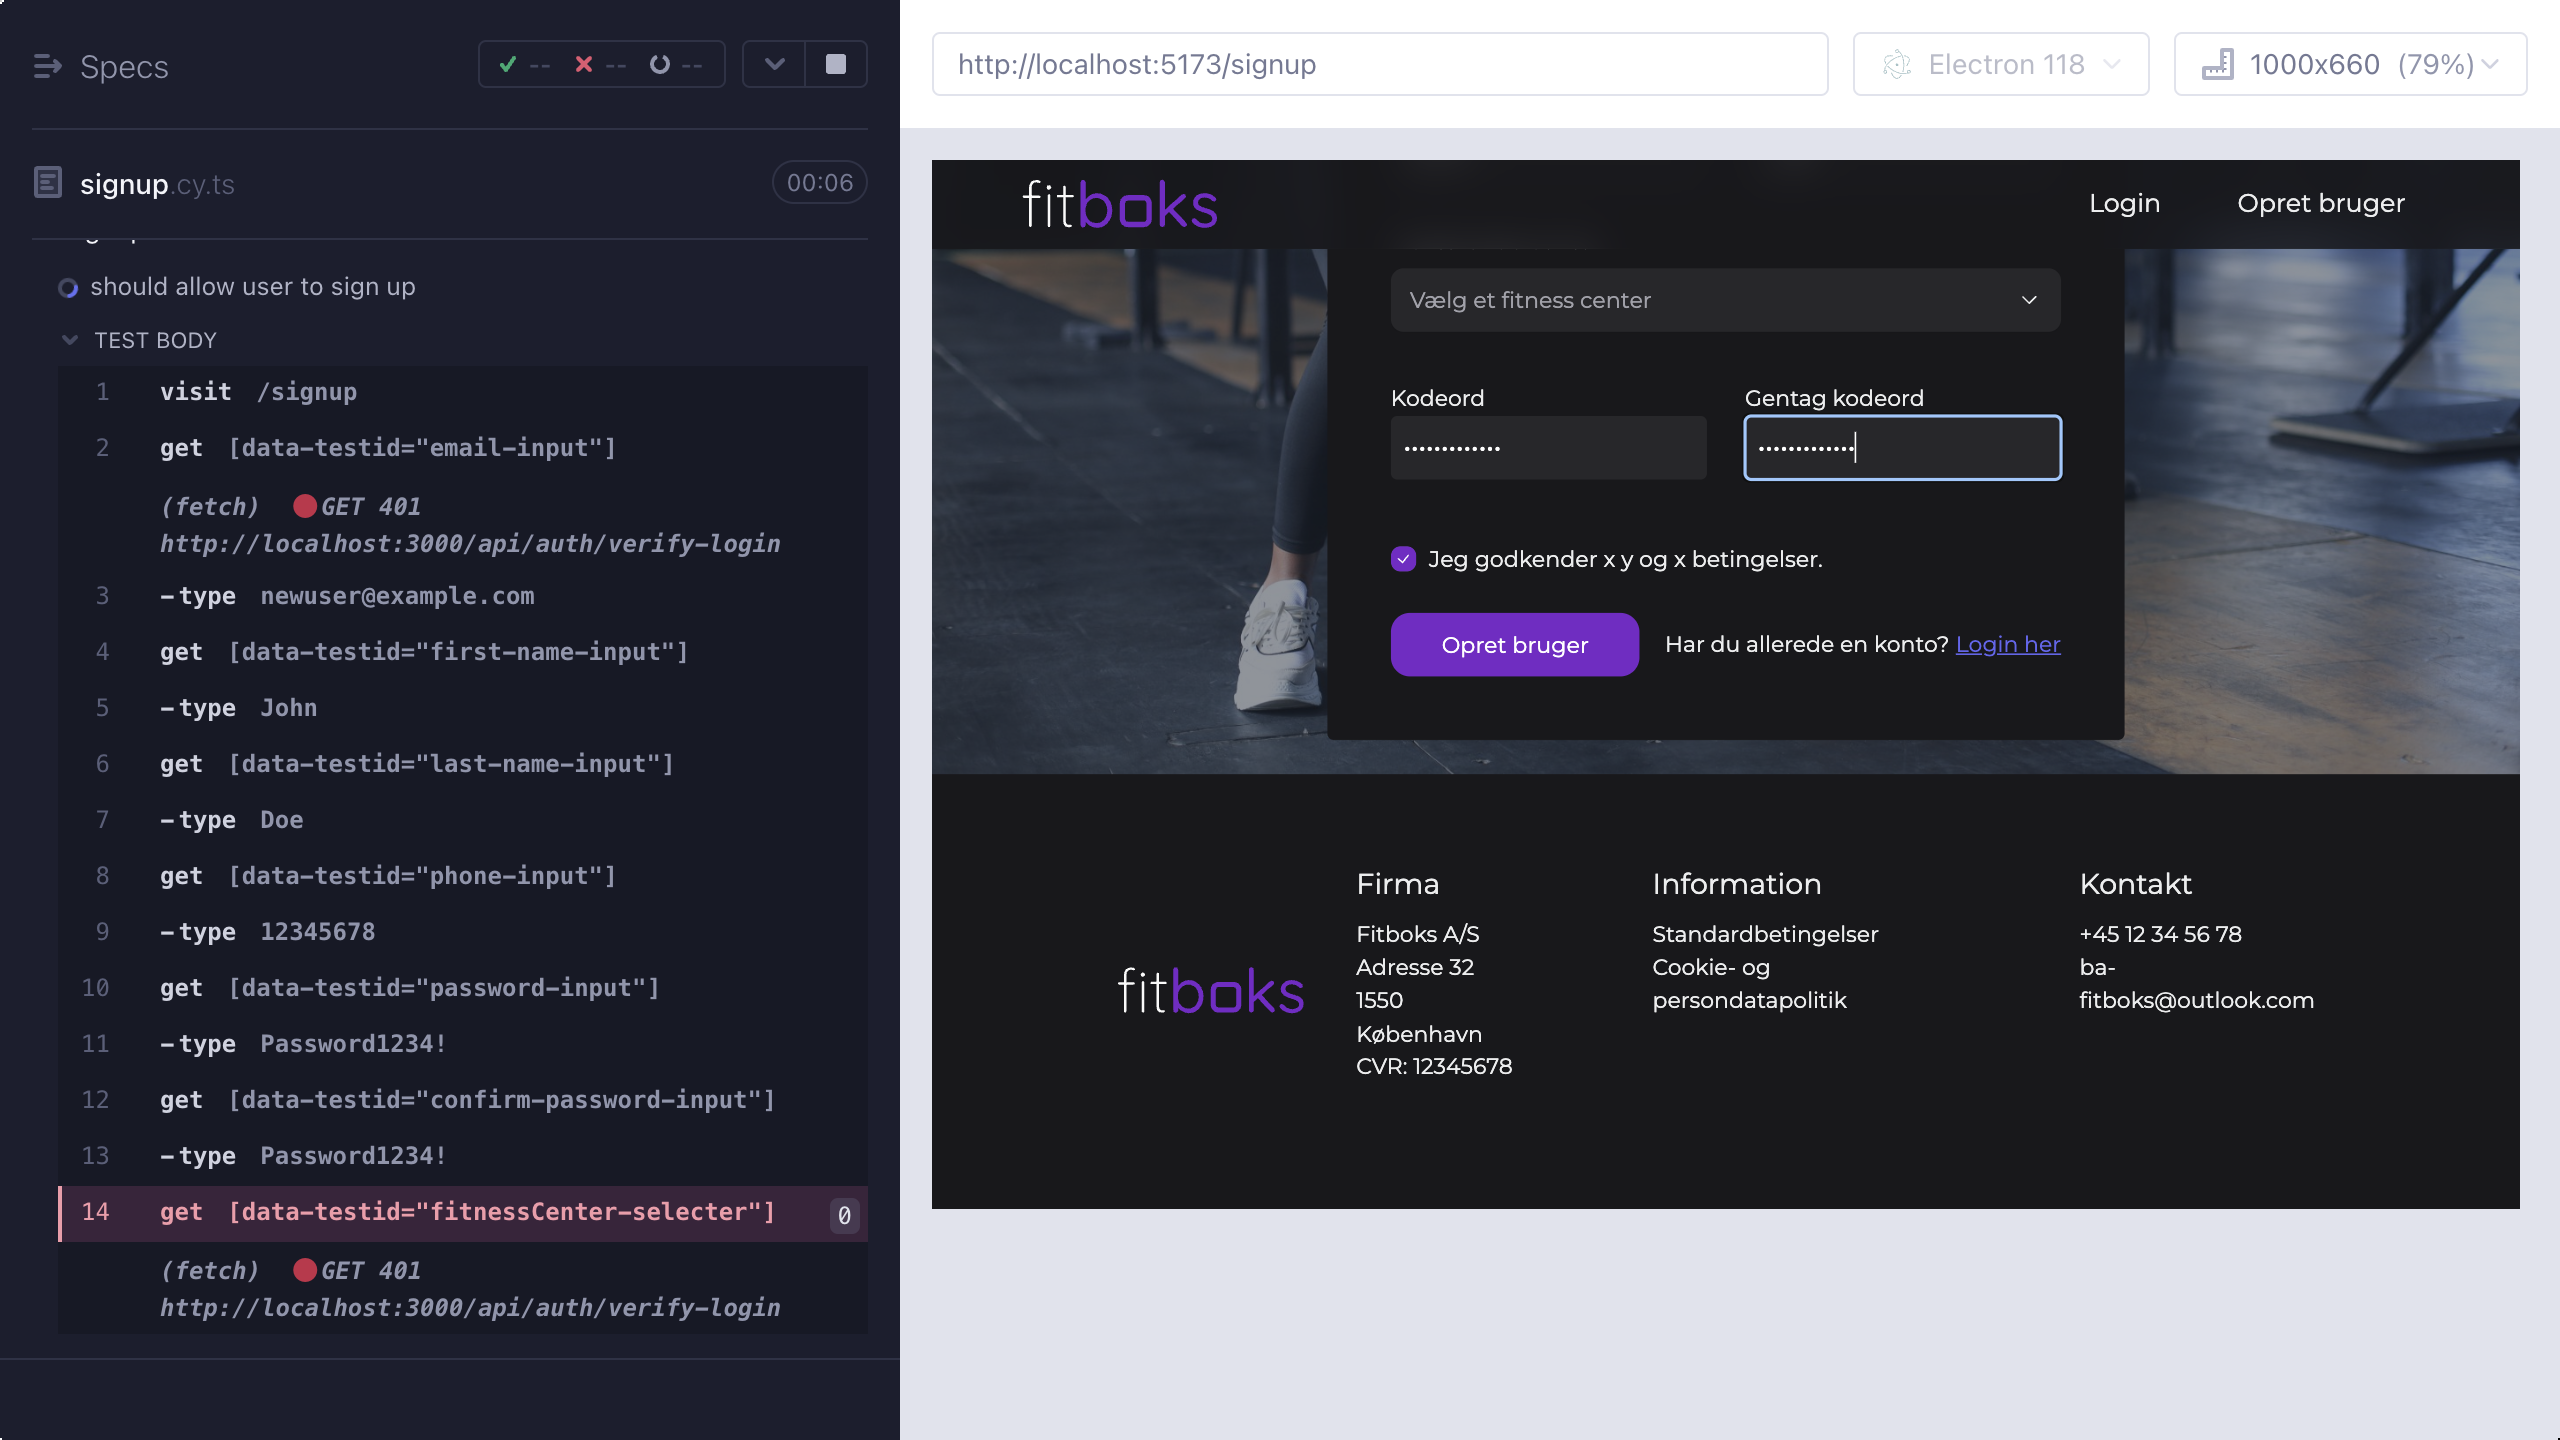 Specs
-- -- --
signup.cy.ts
00:06
should allow user to sign up
TEST BODY
1 visit /signup
2 get [data-testid="email-input"]
(fetch) GET 401
http://localhost:3000/api/auth/verify-login
3 -type newuser@example.com
4 get [data-testid="first-name-input"]
5 -type John
6 get [data-testid="last-name-input"]
7 -type Doe
8 get [data-testid="phone-input"]
9 -type 12345678
10 get [data-testid="password-input"]
11 -type Password1234!
12 get [data-testid="confirm-password-input"]
13 -type Password1234!
14 get [data-testid="fitnessCenter-selecter"] 0
(fetch) GET 401
http://localhost:3000/api/auth/verify-login
http://localhost:5173/signup
Electron 118
1000x660 (79%)
fitboks
Login
Opret bruger
Vælg et fitness center
Kodeord
Gentag kodeord
•••••••••••••
•••••••••••••
Jeg godkender x y og x betingelser.
Opret bruger
Har du allerede en konto? Login her
fitboks
Firma
Fitboks A/S
Adresse 32
1550
København
CVR: 12345678
Information
Standardbetingelser
Cookie- og
persondatapolitik
Kontakt
+45 12 34 56 78
ba-
fitboks@outlook.com